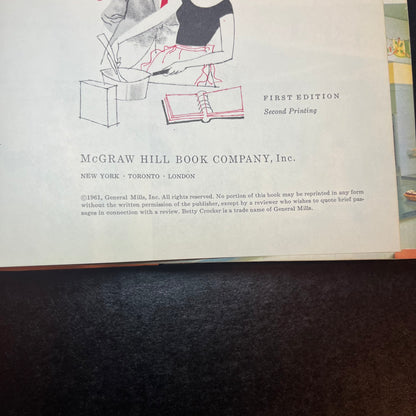 FIRST EDITION
Second Printing
McGRAW HILL BOOK COMPANY, Inc.
NEW YORK • TORONTO • LONDON
©1961, General Mills, Inc. All rights reserved. No portion of this book may be reprinted in any form
without the written permission of the publisher, except by a reviewer who wishes to quote brief pas-
sages in connection with a review. Betty Crocker is a trade name of General Mills.